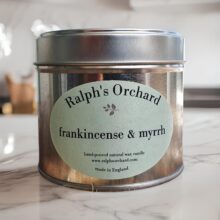 Ralph's Orchard
frankincense & myrrh
hand poured natural wax candle
www.ralphsorchard.com
made in England